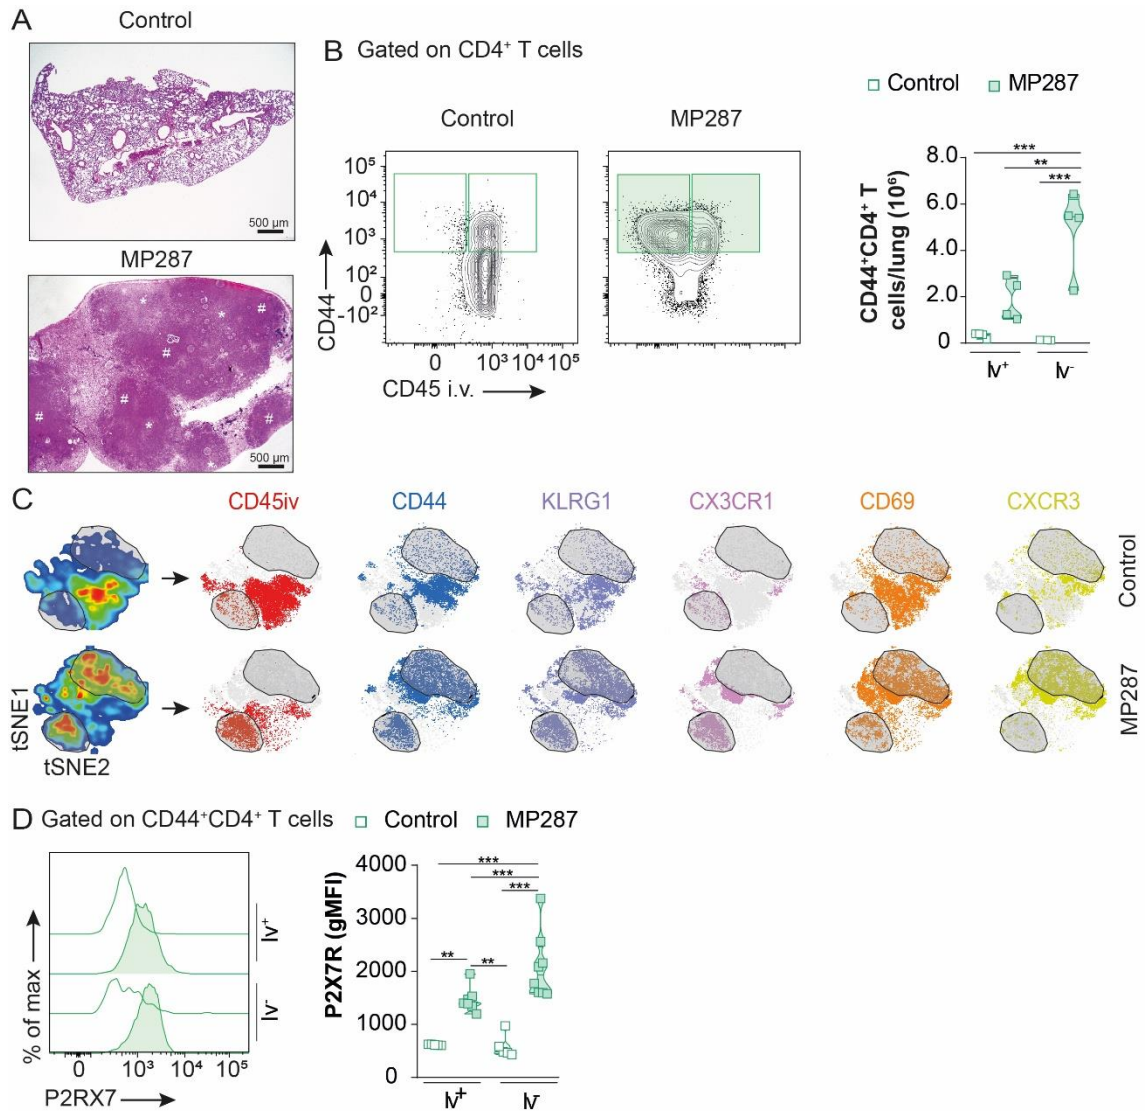 A
Control
500 µm
MP287
* * # # # * # * # *
500 µm
B Gated on CD4⁺ T cells
Control MP287
10⁵
10⁴
10³
10²
0
-10²
CD44
0 10³ 10⁴ 10⁵
CD45 i.v.
Control MP287
***
**
***
8.0
6.0
4.0
2.0
0
CD44⁺CD4⁺ T
cells/lung (10⁶)
Iv⁺ Iv⁻
C
CD45iv CD44 KLRG1 CX3CR1 CD69 CXCR3
Control
MP287
tSNE1
tSNE2
D Gated on CD44⁺CD4⁺ T cells
Control MP287
% of max
Iv⁺
Iv⁻
0 10³ 10⁴ 10⁵
P2RX7
***
***
***
** **
4000
3000
2000
1000
0
P2X7R (gMFI)
Iv⁺ Iv⁻